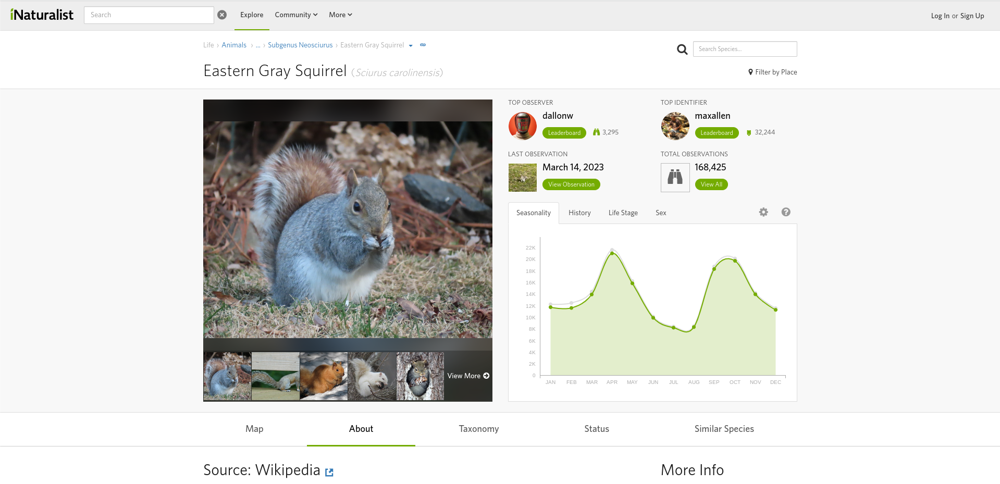 iNaturalist Search Explore Community More Log In or Sign Up
Life › Animals › ... › Subgenus Neosciurus › Eastern Gray Squirrel
Search Species...
Eastern Gray Squirrel (Sciurus carolinensis)
Filter by Place
TOP OBSERVER
dallonw
Leaderboard 3,295
TOP IDENTIFIER
maxallen
Leaderboard 32,244
LAST OBSERVATION
March 14, 2023
View Observation
TOTAL OBSERVATIONS
168,425
View All
Seasonality History Life Stage Sex
22K
20K
18K
16K
14K
12K
10K
8K
6K
4K
2K
0
JAN FEB MAR APR MAY JUN JUL AUG SEP OCT NOV DEC
View More
Map About Taxonomy Status Similar Species
Source: Wikipedia
More Info